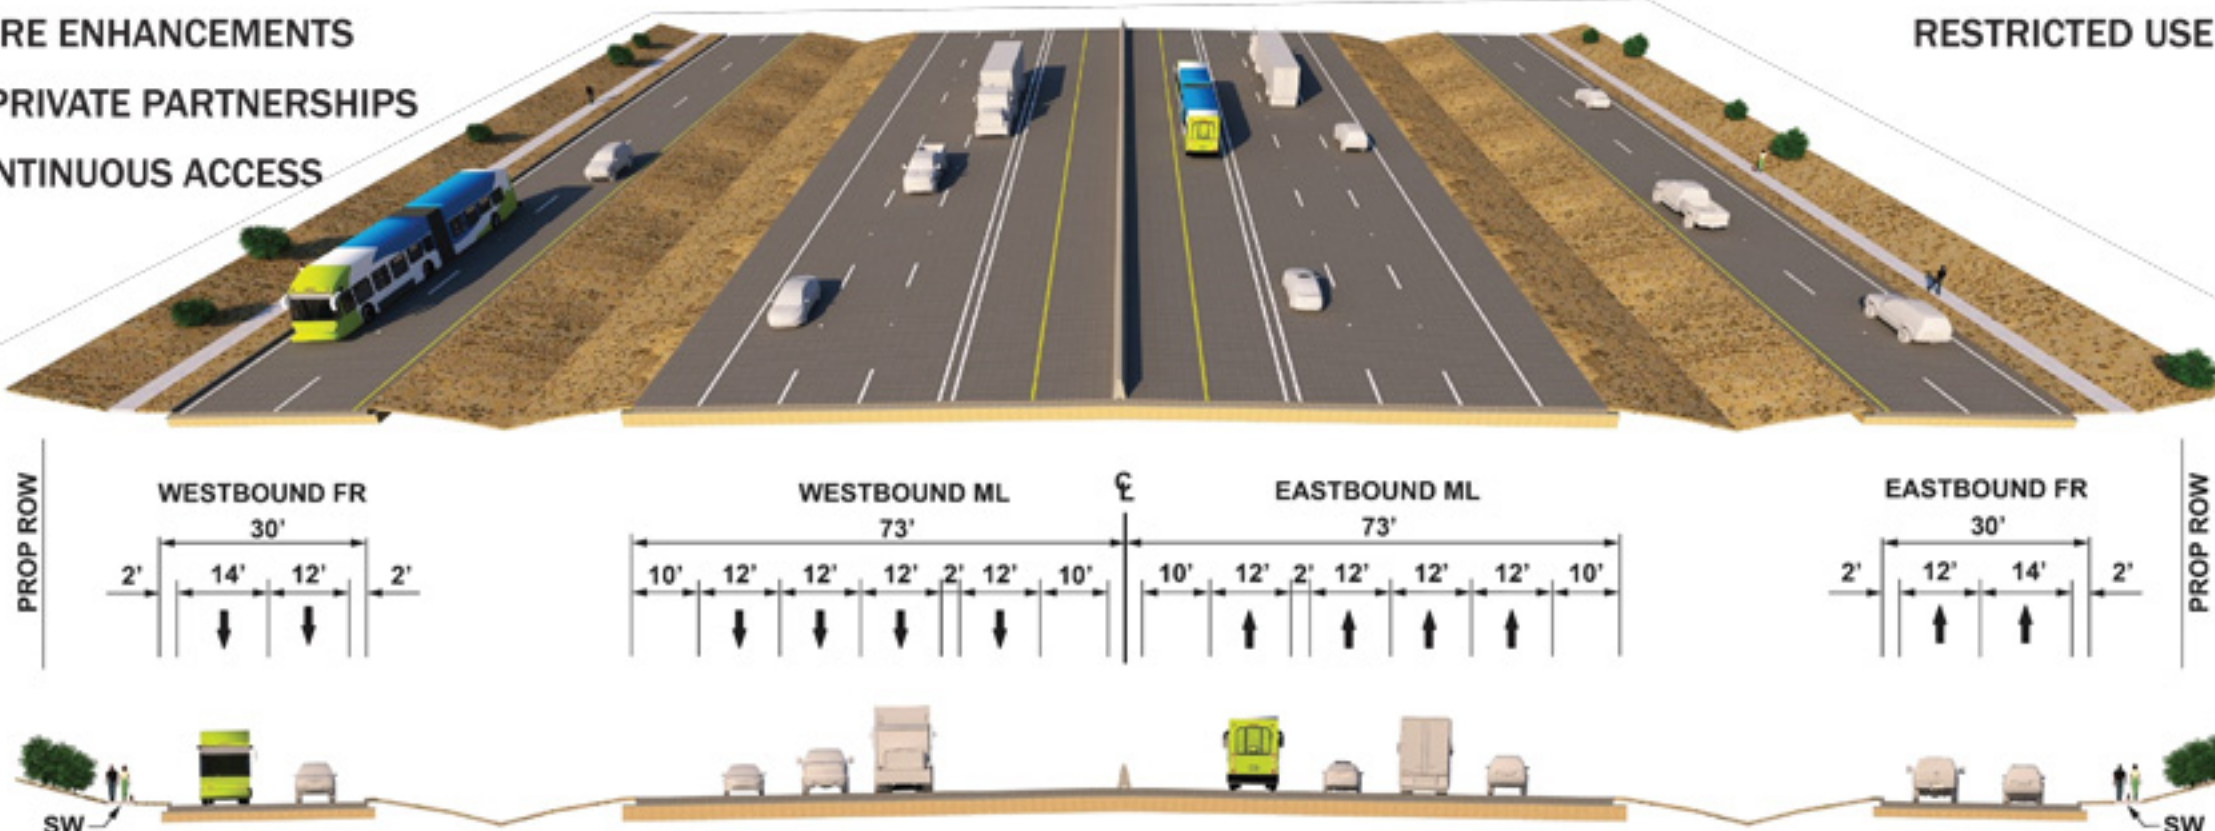 RE ENHANCEMENTS
RESTRICTED USE
PRIVATE PARTNERSHIPS
NTINUOUS ACCESS
PROP ROW
WESTBOUND FR
30'
2' 14' 12' 2'
WESTBOUND ML
73'
10' 12' 12' 12' 2' 12' 10'
℄
EASTBOUND ML
73'
10' 12' 2' 12' 12' 12' 10'
EASTBOUND FR
30'
2' 12' 14' 2'
PROP ROW
SW
SW